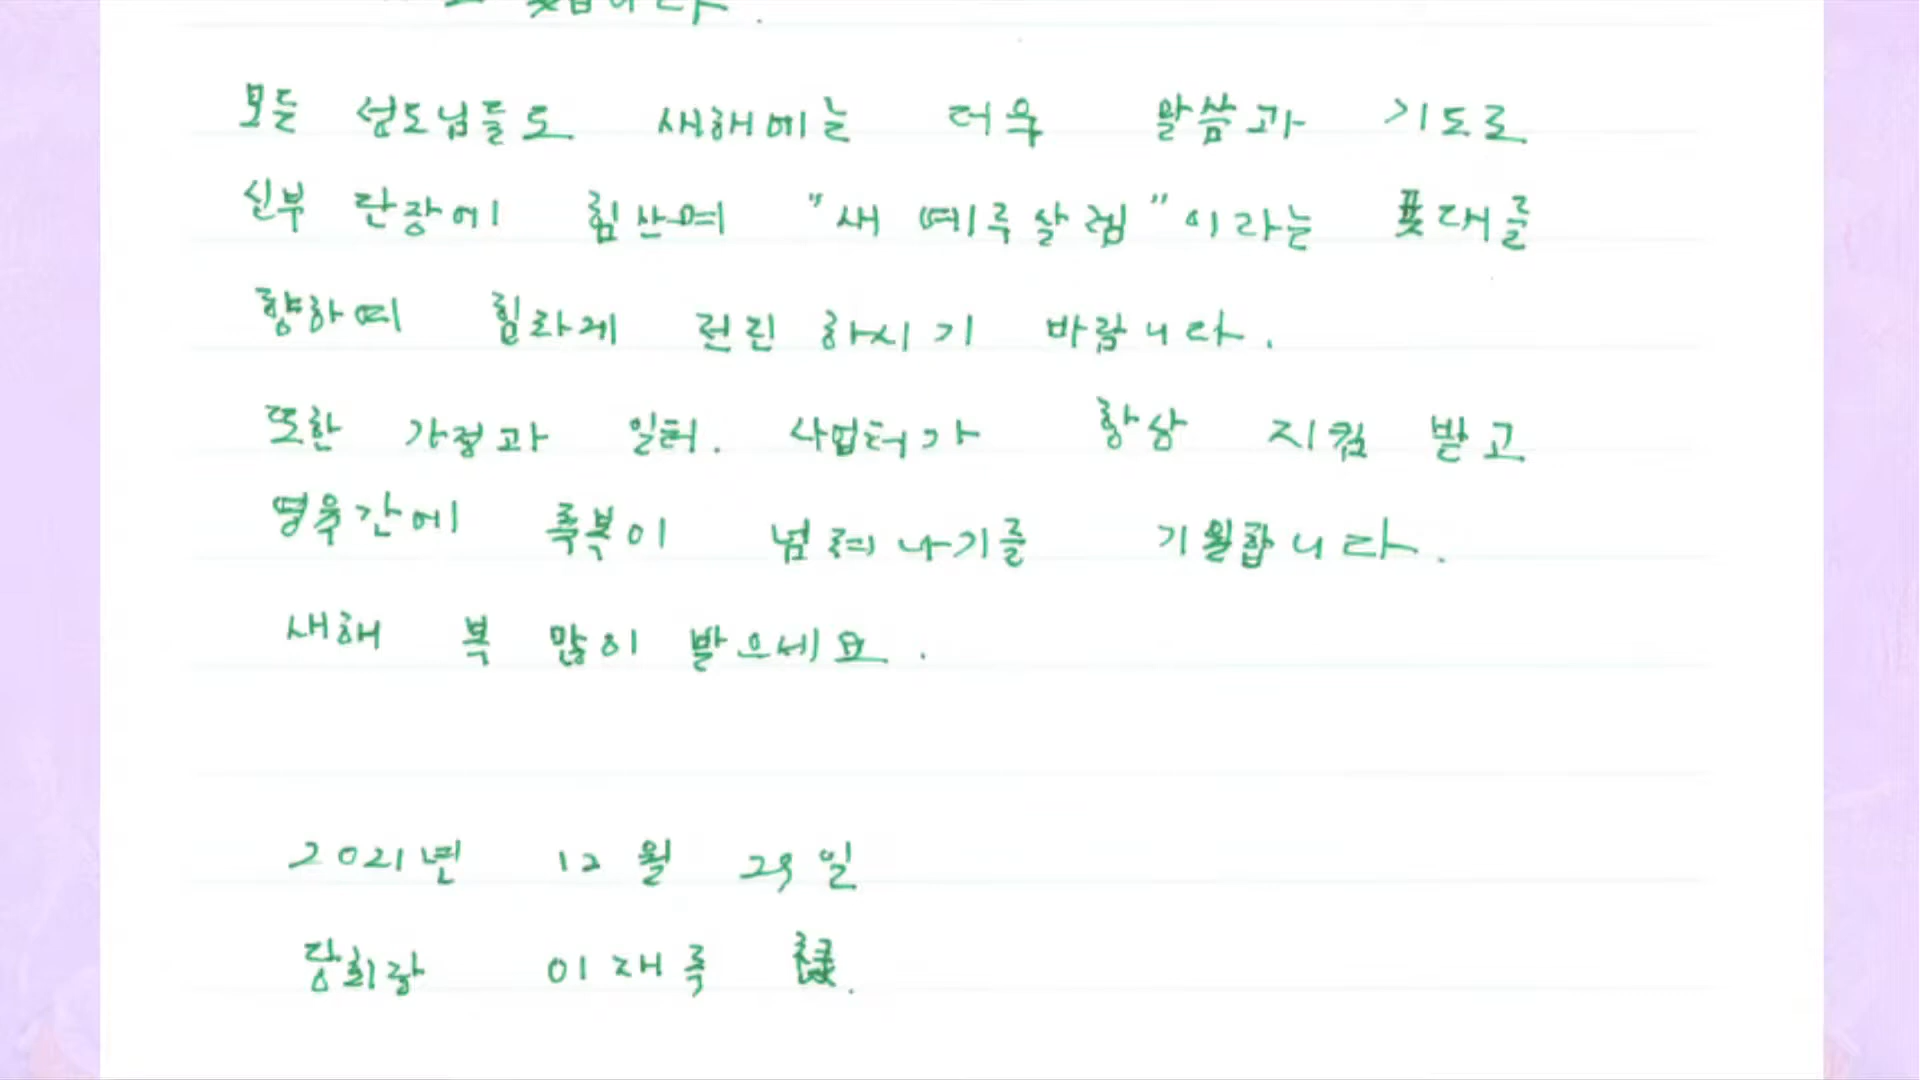 모든 성도님들도 새해에는 더욱 말씀과 기도로
신부 단장에 힘쓰며 "새 예루살렘"이라는 푯대를
향하여 힘차게 전진 하시기 바랍니다.
또한 가정과 일터. 사업터가 항상 지킴 받고
영육간에 축복이 넘쳐나기를 기원합니다.
새해 복 많이 받으세요.
2021년 12월 29일
당회장 이재록 祿.